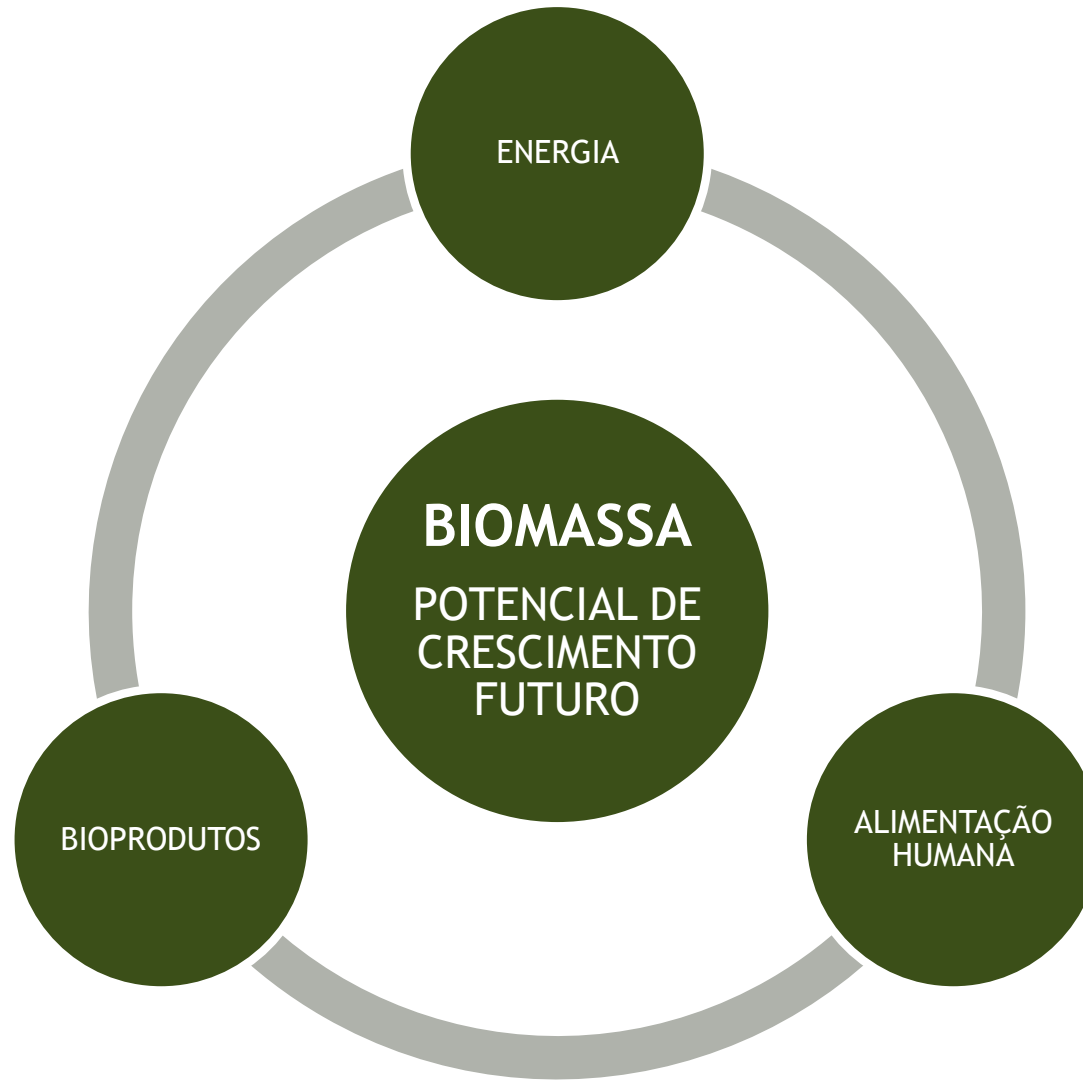 ENERGIA
BIOMASSA
POTENCIAL DE
CRESCIMENTO
FUTURO
BIOPRODUTOS
ALIMENTAÇÃO
HUMANA